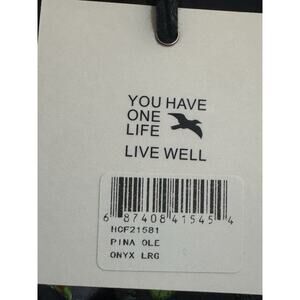 YOU HAVE
ONE
LIFE
LIVE WELL
6 87408 41545 4
HCF21581
PINA OLE
ONYX LRG